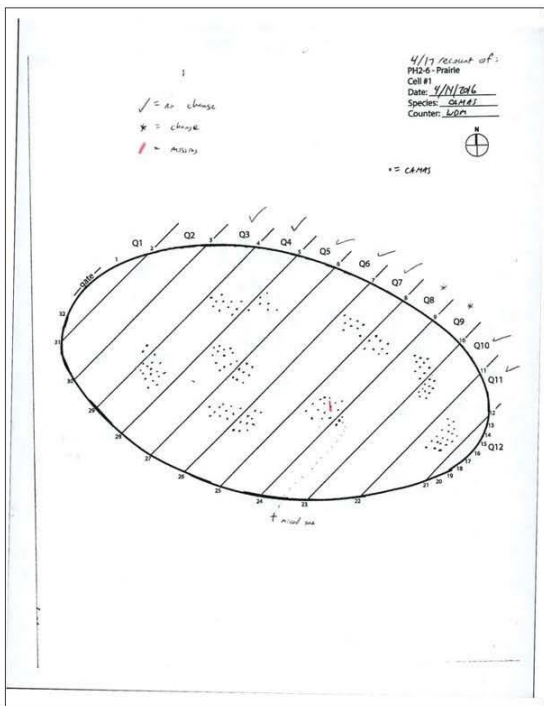 4/17 recount of:
PH2-6 - Prairie
Cell #1
Date: 4/14/2016
Species: CAMAS
Counter: WDM
✓ = no change
* = change
/ = missing
N
• = CAMAS
Q1 Q2 Q3 Q4 Q5 Q6 Q7 Q8 Q9 Q10 Q11 Q12
gate
1 2 3 4 5 6 7 8 9 10 11 12 13 14 15 16 17 18 19 20 21 22 23 24 25 26 27 28 29 30 31 32